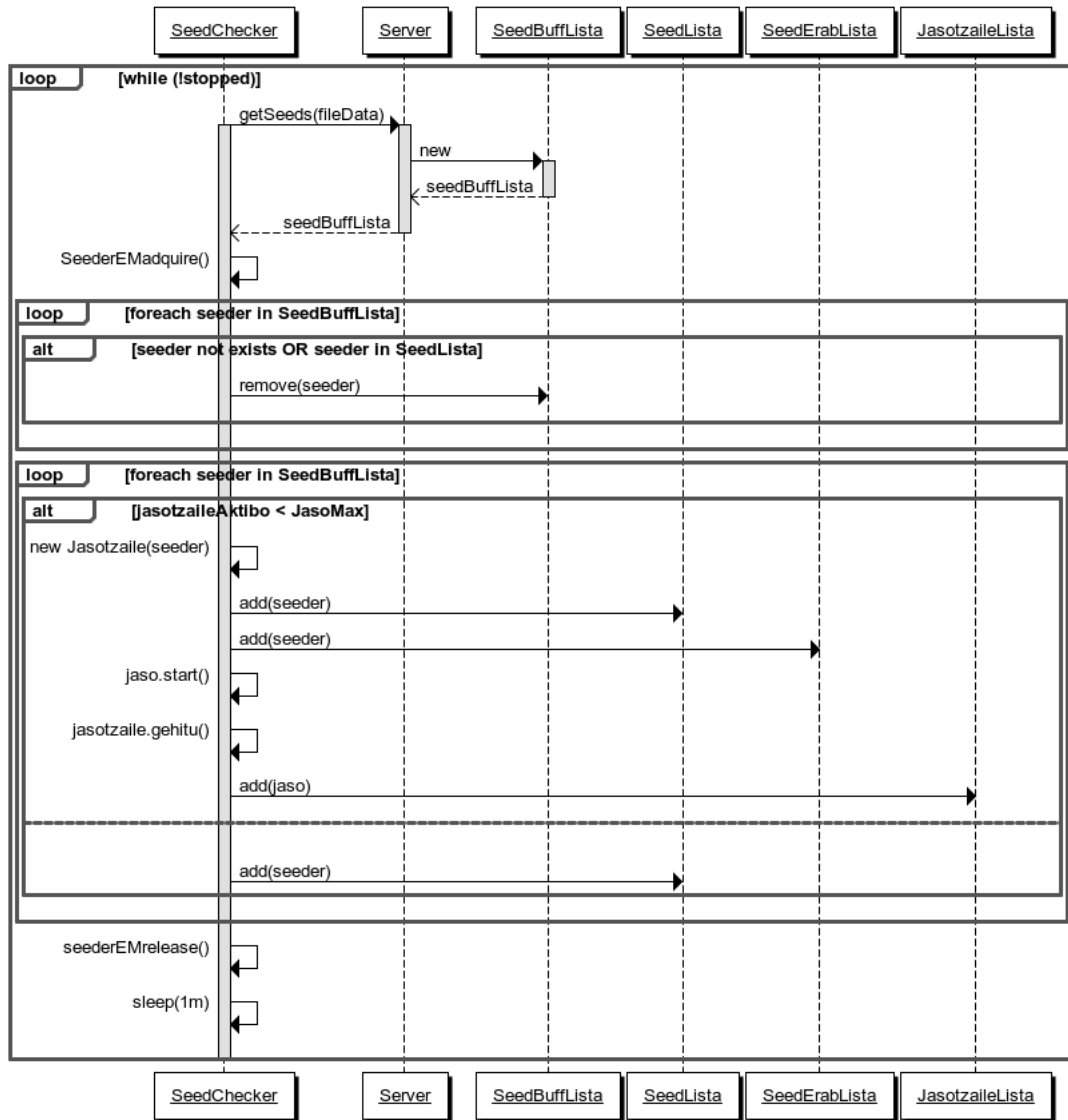 SeedChecker Server SeedBuffLista SeedLista SeedErabLista JasotzaileLista
loop [while (!stopped)]
getSeeds(fileData)
new
seedBuffLista
seedBuffLista
SeederEMadquire()
loop [foreach seeder in SeedBuffLista]
alt [seeder not exists OR seeder in SeedLista]
remove(seeder)
loop [foreach seeder in SeedBuffLista]
alt [jasotzaileAktibo < JasoMax]
new Jasotzaile(seeder)
add(seeder)
add(seeder)
jaso.start()
jasotzaile.gehitu()
add(jaso)
add(seeder)
seederEMrelease()
sleep(1m)
SeedChecker Server SeedBuffLista SeedLista SeedErabLista JasotzaileLista